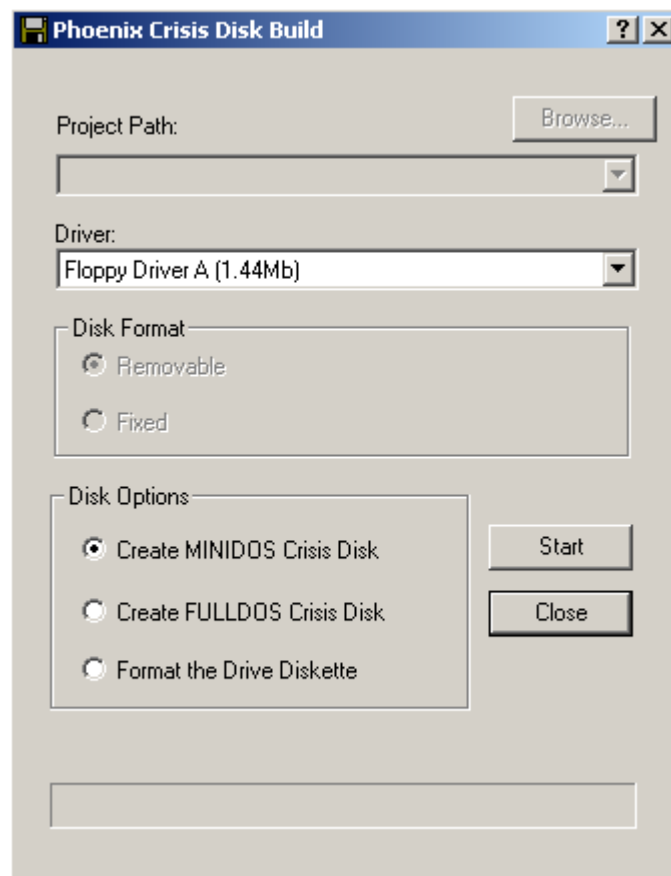 Phoenix Crisis Disk Build
Project Path:
Browse...
Driver:
Floppy Driver A (1.44Mb)
Disk Format
Removable
Fixed
Disk Options
Create MINIDOS Crisis Disk
Start
Create FULLDOS Crisis Disk
Close
Format the Drive Diskette